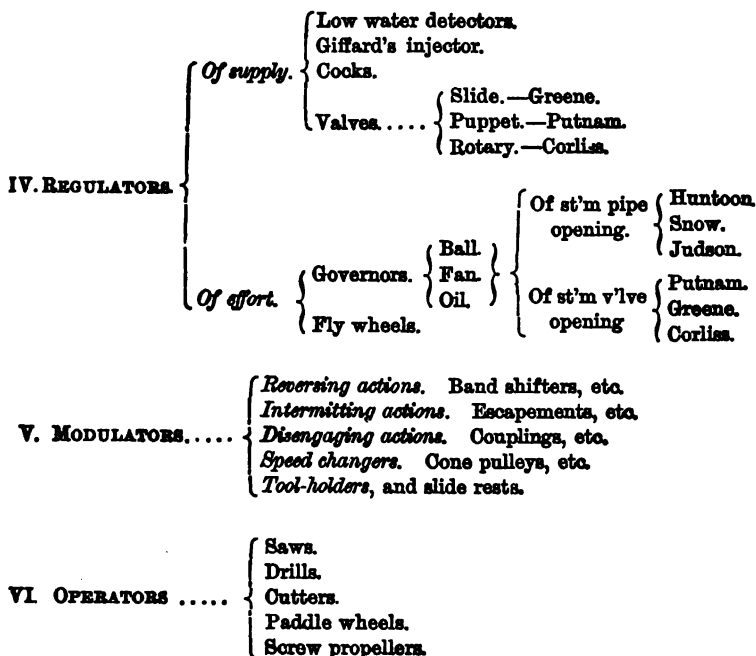 Low water detectors.
Giffard's injector.
Of supply. Cocks.
Valves..... Slide.—Greene.
Puppet.—Putnam.
Rotary.—Corliss.
IV. REGULATORS.
Of effort. Governors. Ball.
Fan.
Oil.
Of st'm pipe opening. Huntoon.
Snow.
Judson.
Of st'm v'lve opening Putnam.
Greene.
Corliss.
Fly wheels.
V. MODULATORS.....
Reversing actions. Band shifters, etc.
Intermitting actions. Escapements, etc.
Disengaging actions. Couplings, etc.
Speed changers. Cone pulleys, etc.
Tool-holders, and slide rests.
VI. OPERATORS .....
Saws.
Drills.
Cutters.
Paddle wheels.
Screw propellers.